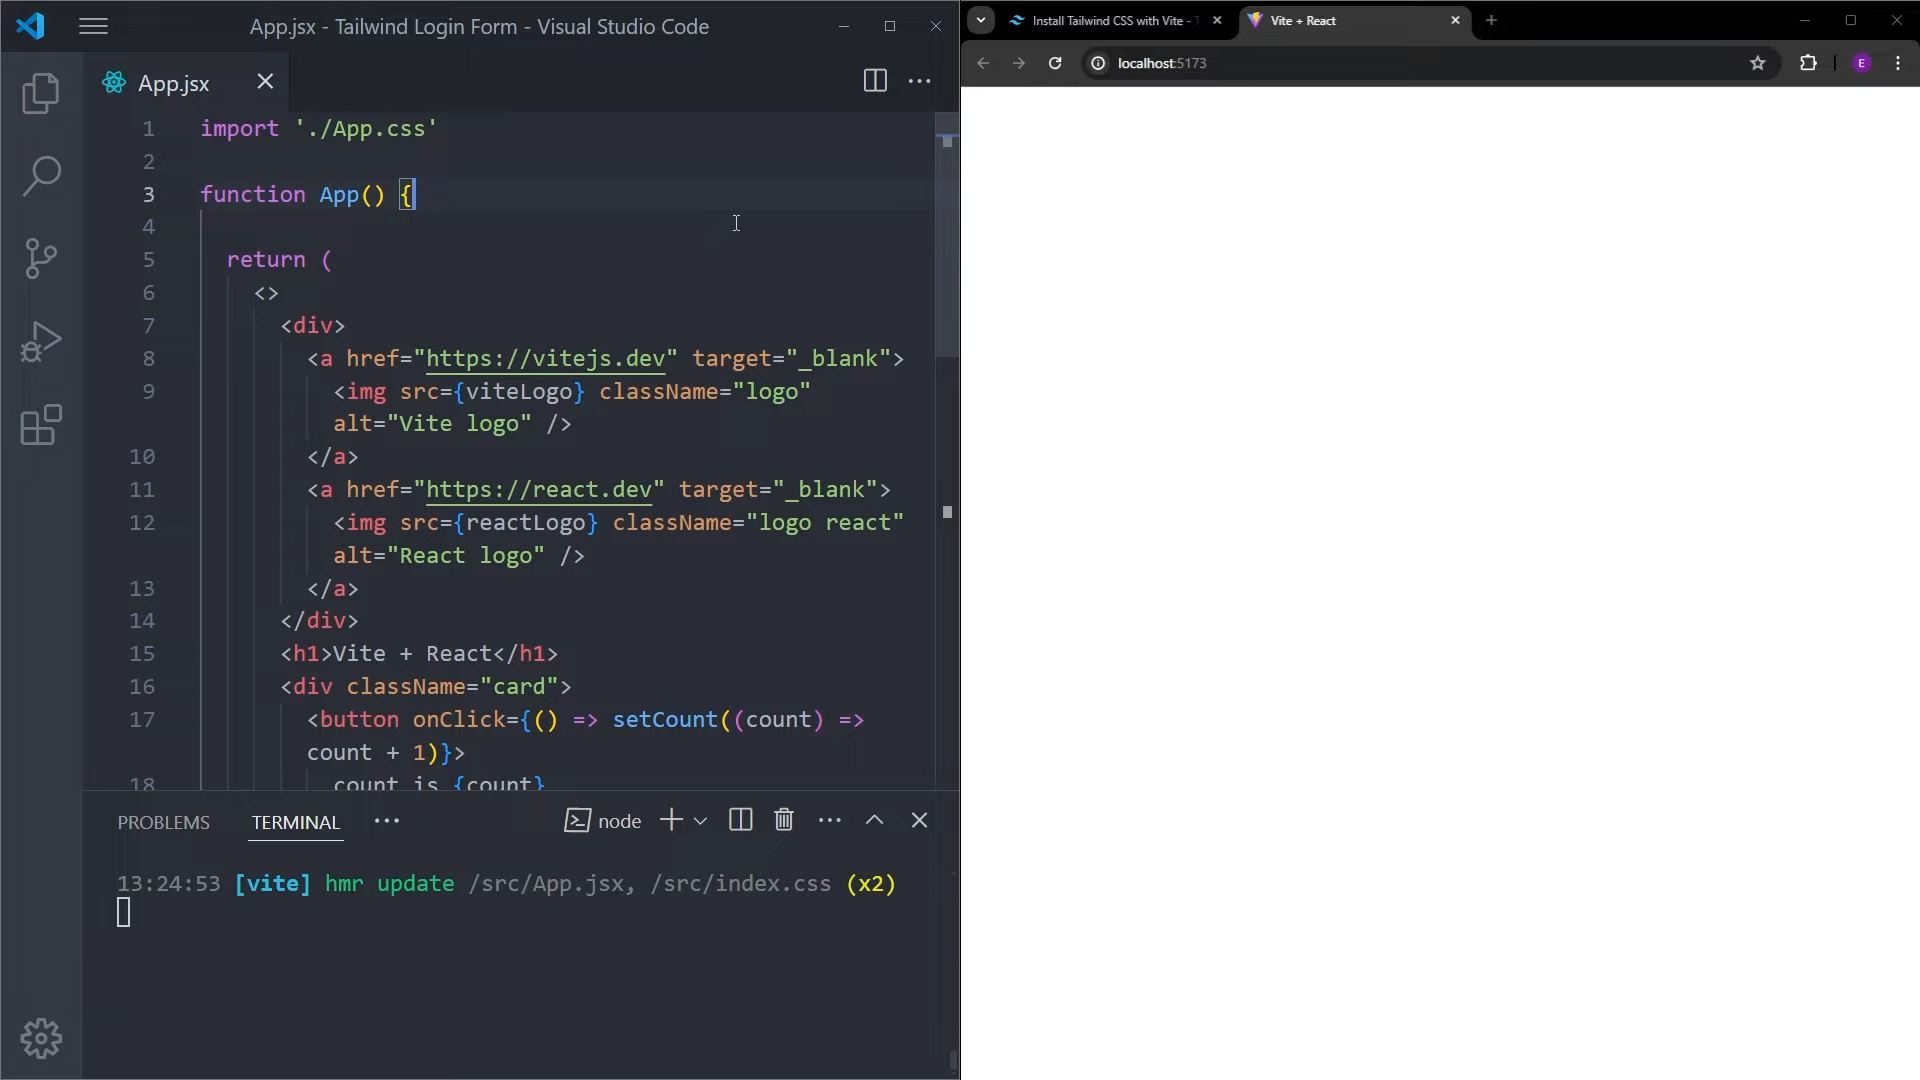 App.jsx - Tailwind Login Form - Visual Studio Code
App.jsx
1 import './App.css'
2
3 function App() {
4
5 return (
6 <>
7 <div>
8 <a href="https://vitejs.dev" target="_blank">
9 <img src={viteLogo} className="logo"
alt="Vite logo" />
10 </a>
11 <a href="https://react.dev" target="_blank">
12 <img src={reactLogo} className="logo react"
alt="React logo" />
13 </a>
14 </div>
15 <h1>Vite + React</h1>
16 <div className="card">
17 <button onClick={() => setCount((count) =>
count + 1)}>
18 count is {count}
PROBLEMS TERMINAL
node
13:24:53 [vite] hmr update /src/App.jsx, /src/index.css (x2)
Install Tailwind CSS with Vite -
Vite + React
localhost:5173
E